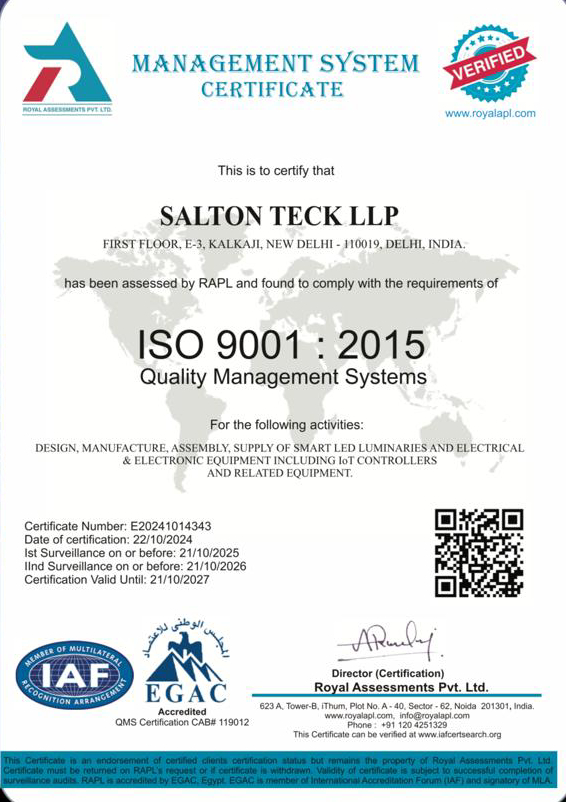 ROYAL ASSESSMENTS PVT. LTD.
MANAGEMENT SYSTEM
CERTIFICATE
VERIFIED
www.royalapl.com
This is to certify that
SALTON TECK LLP
FIRST FLOOR, E-3, KALKAJI, NEW DELHI - 110019, DELHI, INDIA.
has been assessed by RAPL and found to comply with the requirements of
ISO 9001 : 2015
Quality Management Systems
For the following activities:
DESIGN, MANUFACTURE, ASSEMBLY, SUPPLY OF SMART LED LUMINARIES AND ELECTRICAL
& ELECTRONIC EQUIPMENT INCLUDING IoT CONTROLLERS
AND RELATED EQUIPMENT.
Certificate Number: E20241014343
Date of certification: 22/10/2024
Ist Surveillance on or before: 21/10/2025
IInd Surveillance on or before: 21/10/2026
Certification Valid Until: 21/10/2027
MEMBER OF MULTILATERAL
IAF
RECOGNITION ARRANGEMENT
المجلس الوطنى للاعتماد
EGAC
Accredited
QMS Certification CAB# 119012
Director (Certification)
Royal Assessments Pvt. Ltd.
623 A, Tower-B, iThum, Plot No. A - 40, Sector - 62, Noida 201301, India.
www.royalapl.com, info@royalapl.com
Phone : +91 120 4251329
This Certificate can be verified at www.iafcertsearch.org
This Certificate is an endorsement of certified clients certification status but remains the property of Royal Assessments Pvt. Ltd.
Certificate must be returned on RAPL's request or if certificate is withdrawn. Validity of certificate is subject to successful completion of
surveillance audits. RAPL is accredited by EGAC, Egypt. EGAC is member of International Accreditation Forum (IAF) and signatory of MLA.